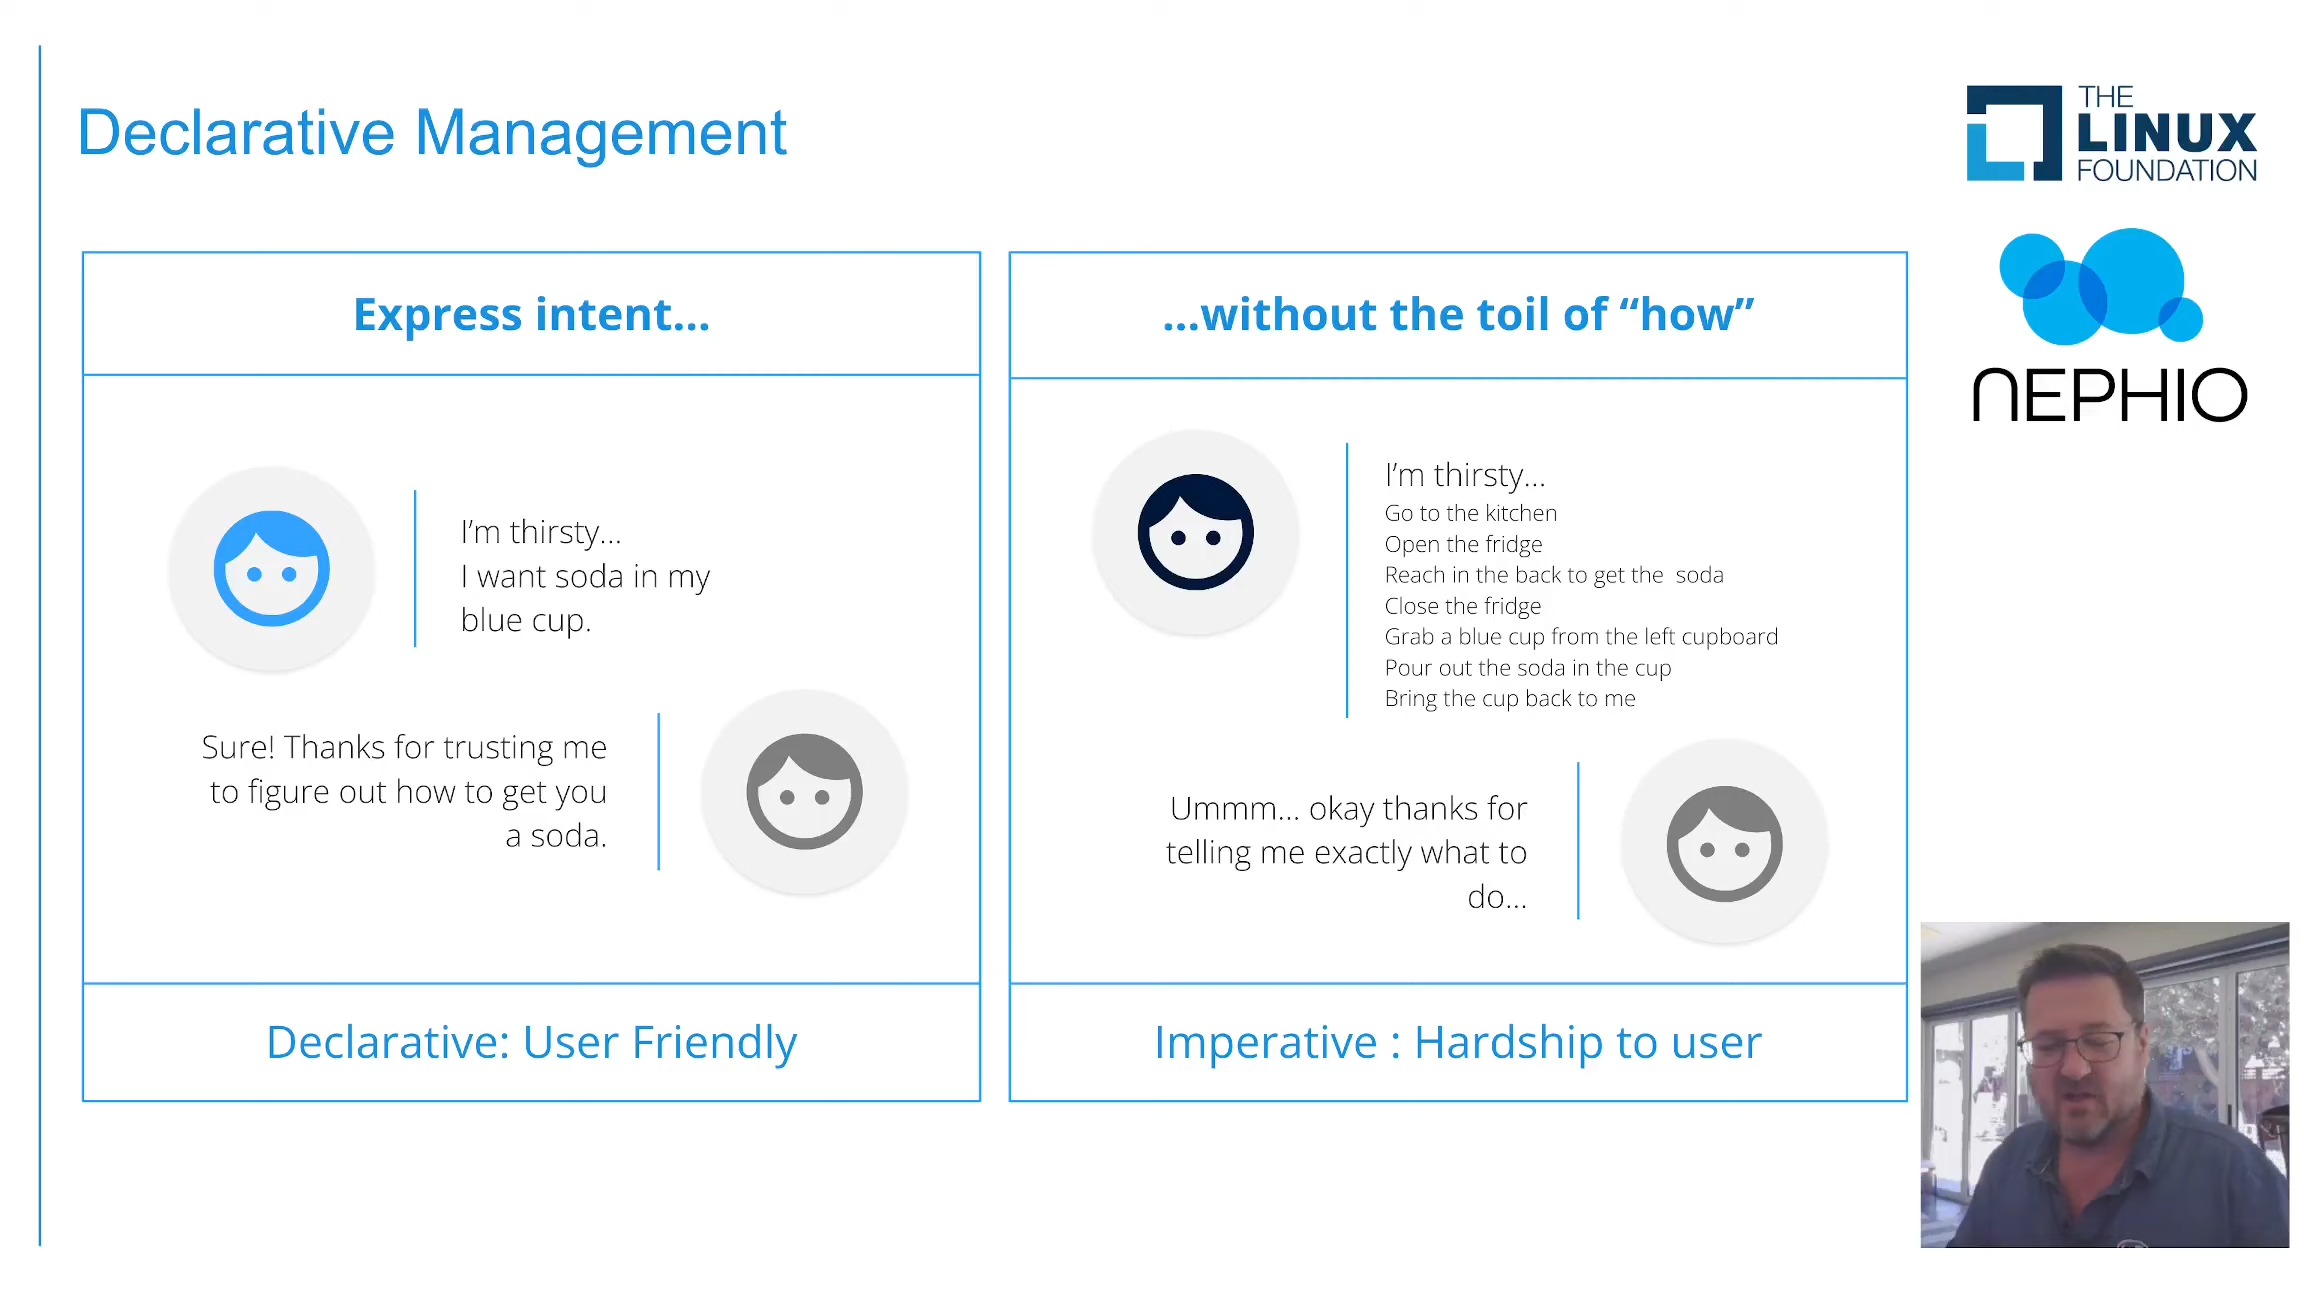 Declarative Management
THE
LINUX
FOUNDATION
NEPHIO
Express intent...
I'm thirsty...
I want soda in my
blue cup.
Sure! Thanks for trusting me
to figure out how to get you
a soda.
Declarative: User Friendly
...without the toil of “how”
I'm thirsty...
Go to the kitchen
Open the fridge
Reach in the back to get the  soda
Close the fridge
Grab a blue cup from the left cupboard
Pour out the soda in the cup
Bring the cup back to me
Ummm... okay thanks for
telling me exactly what to
do...
Imperative : Hardship to user